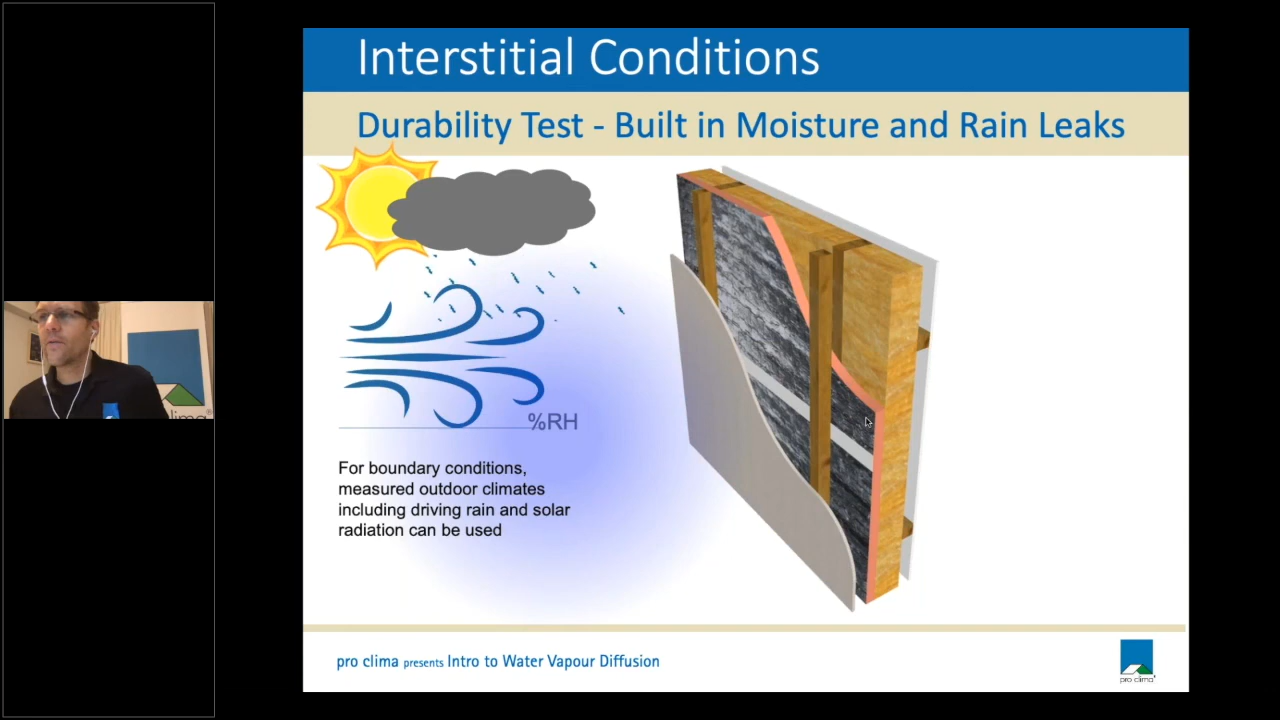 Interstitial Conditions
Durability Test - Built in Moisture and Rain Leaks
%RH
For boundary conditions,
measured outdoor climates
including driving rain and solar
radiation can be used
pro clima presents Intro to Water Vapour Diffusion
pro clima
clima